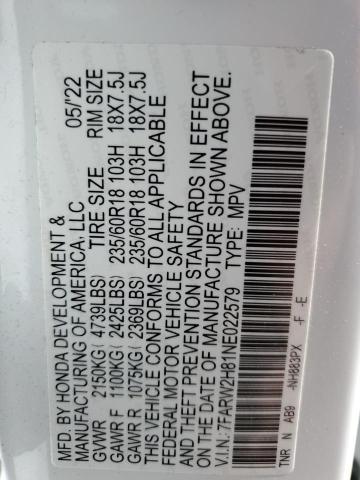 MFD. BY HONDA DEVELOPMENT & 05/'22
MANUFACTURING OF AMERICA, LLC
TIRE SIZE RIM SIZE
GVWR 2150KG ( 4739LBS)
GAWR F 1100KG ( 2425LBS) 235/60R18 103H 18X7.5J
GAWR R 1075KG ( 2369LBS) 235/60R18 103H 18X7.5J
THIS VEHICLE CONFORMS TO ALL APPLICABLE
FEDERAL MOTOR VEHICLE SAFETY
AND THEFT PREVENTION STANDARDS IN EFFECT
ON THE DATE OF MANUFACTURE SHOWN ABOVE.
V.I.N.: 7FARW2H81NE022579 TYPE: MPV
TNR N AB9 -NH883PX -F -E